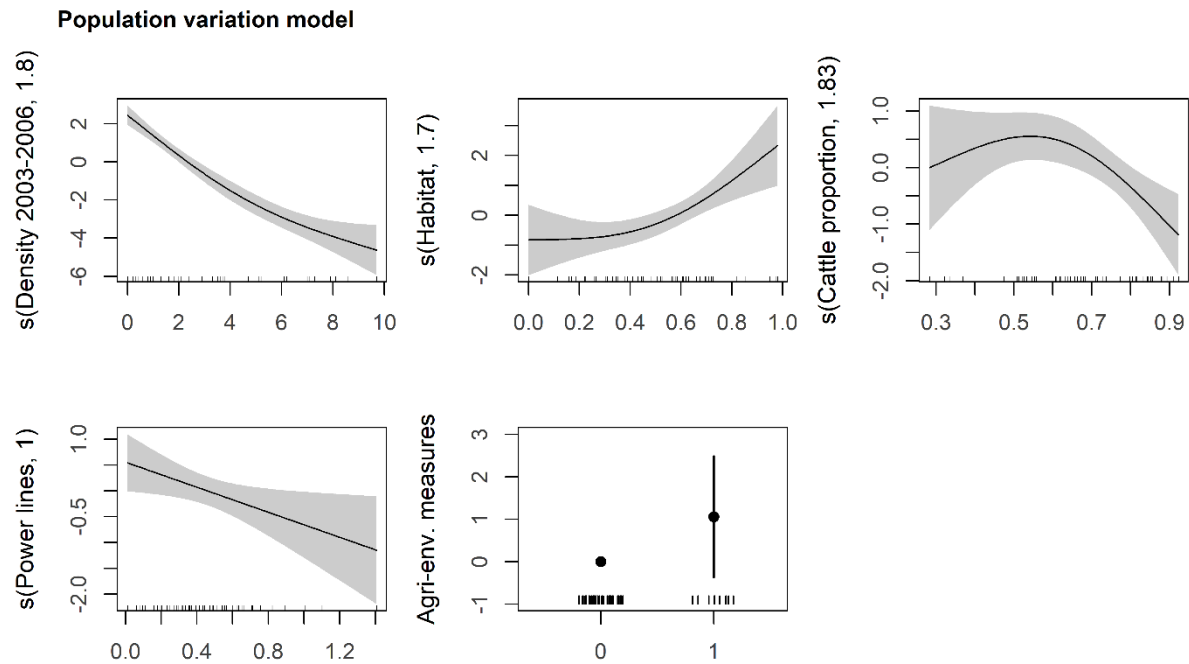 Population variation model
s(Density 2003-2006, 1.8)
2
0
-2
-4
-6
0 2 4 6 8 10
s(Habitat, 1.7)
2
0
-2
0.0 0.2 0.4 0.6 0.8 1.0
s(Cattle proportion, 1.83)
1.0
0.0
-1.0
-2.0
0.3 0.5 0.7 0.9
s(Power lines, 1)
1.0
-0.5
-2.0
0.0 0.4 0.8 1.2
Agri-env. measures
3
2
1
0
-1
0 1